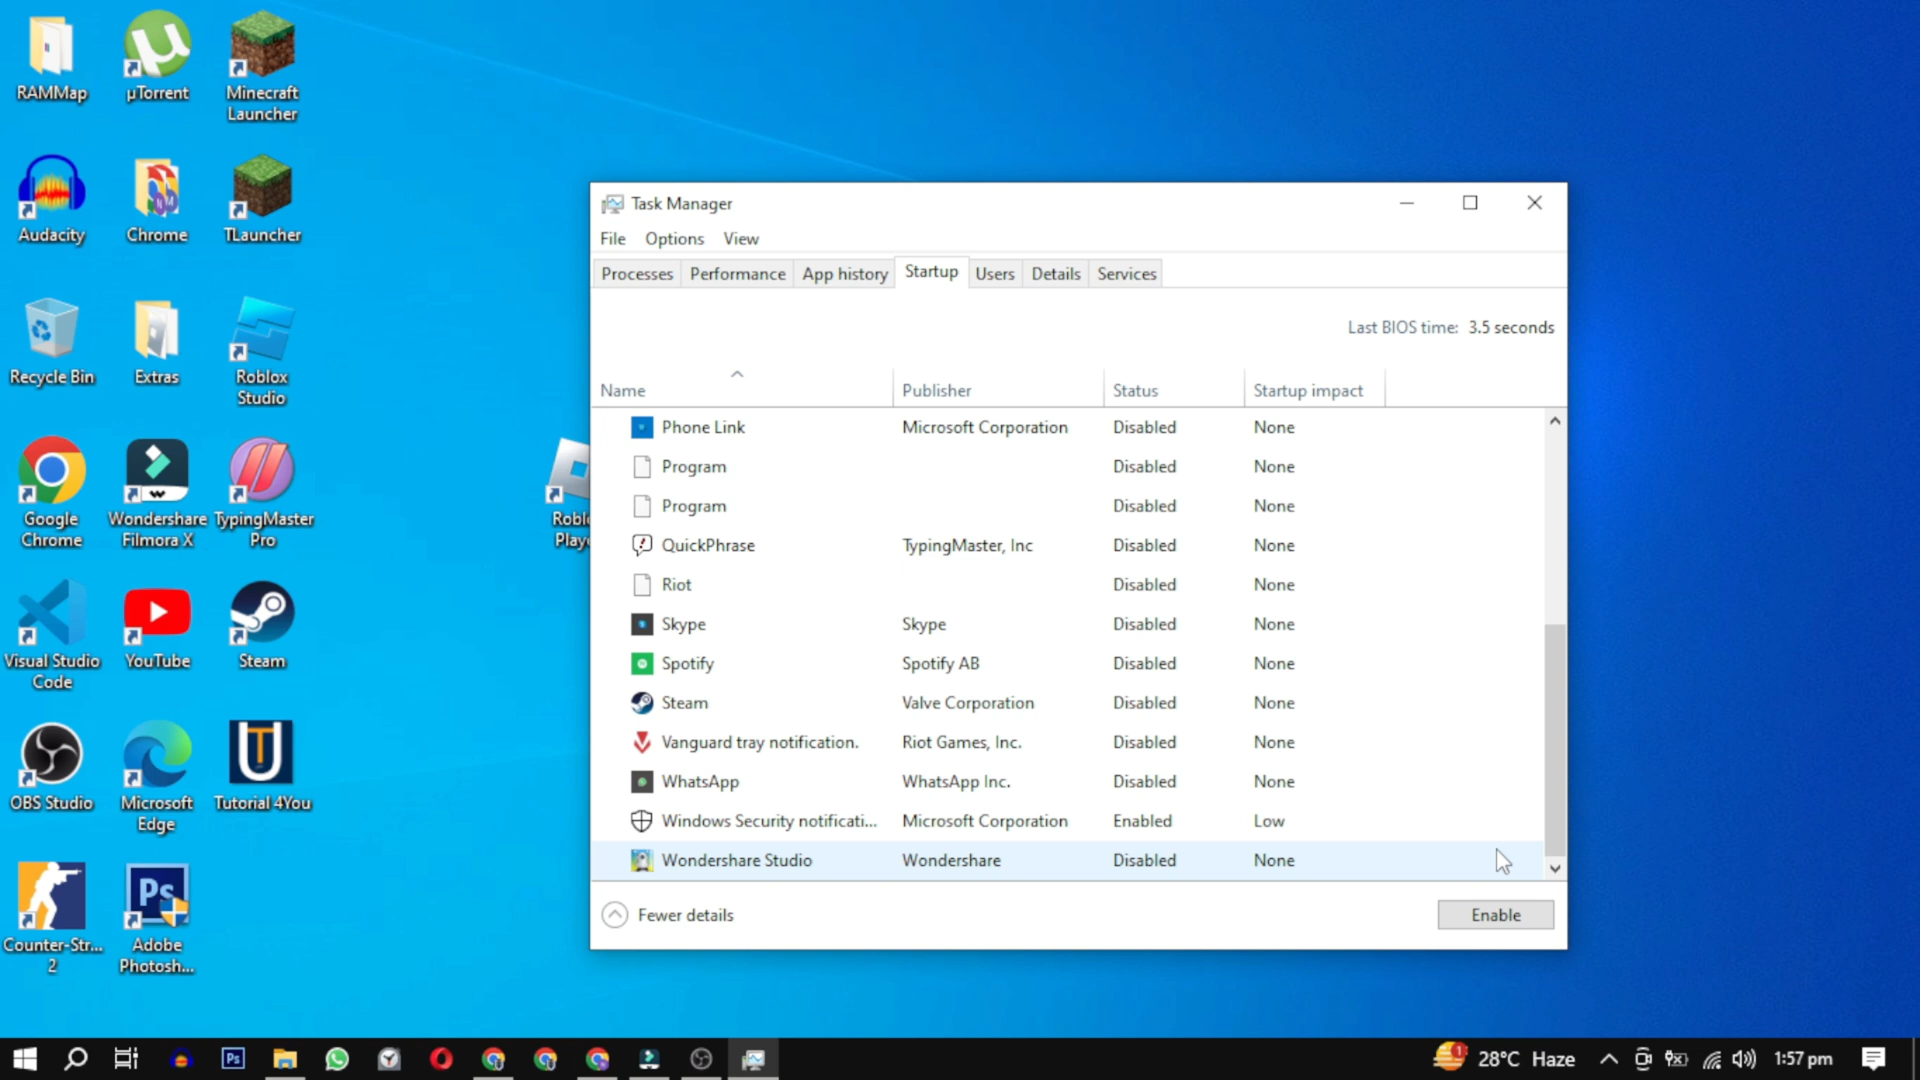 RAMMap
µTorrent
Minecraft
Launcher
Audacity
Chrome
TLauncher
Recycle Bin
Extras
Roblox
Studio
Google
Chrome
Wondershare
Filmora X
TypingMaster
Pro
Visual Studio
Code
YouTube
Steam
OBS Studio
Microsoft
Edge
Tutorial 4You
Counter-Str...
2
Adobe
Photosh...
Ps
Task Manager
File Options View
Processes Performance App history Startup Users Details Services
Last BIOS time: 3.5 seconds
Name Publisher Status Startup impact
Phone Link Microsoft Corporation Disabled None
Program Disabled None
Program Disabled None
QuickPhrase TypingMaster, Inc Disabled None
Riot Disabled None
Skype Skype Disabled None
Spotify Spotify AB Disabled None
Steam Valve Corporation Disabled None
Vanguard tray notification. Riot Games, Inc. Disabled None
WhatsApp WhatsApp Inc. Disabled None
Windows Security notificati... Microsoft Corporation Enabled Low
Wondershare Studio Wondershare Disabled None
Fewer details Enable
Ps
1
28°C Haze 1:57 pm